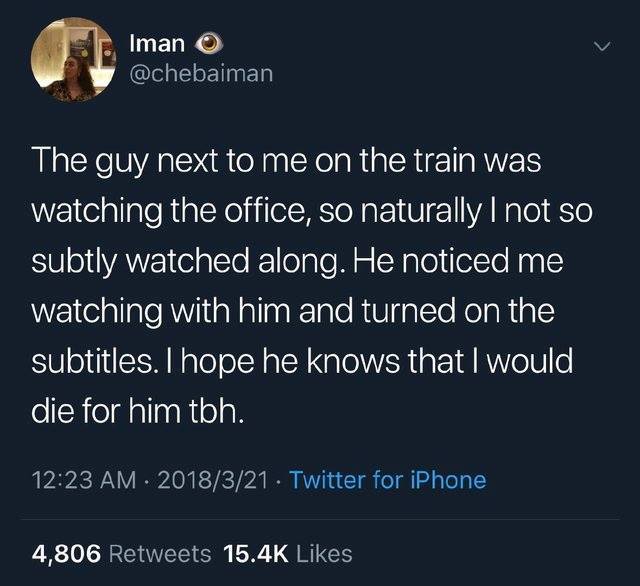 Iman 👁
@chebaiman
The guy next to me on the train was
watching the office, so naturally I not so
subtly watched along. He noticed me
watching with him and turned on the
subtitles. I hope he knows that I would
die for him tbh.
12:23 AM · 2018/3/21 · Twitter for iPhone
4,806 Retweets 15.4K Likes